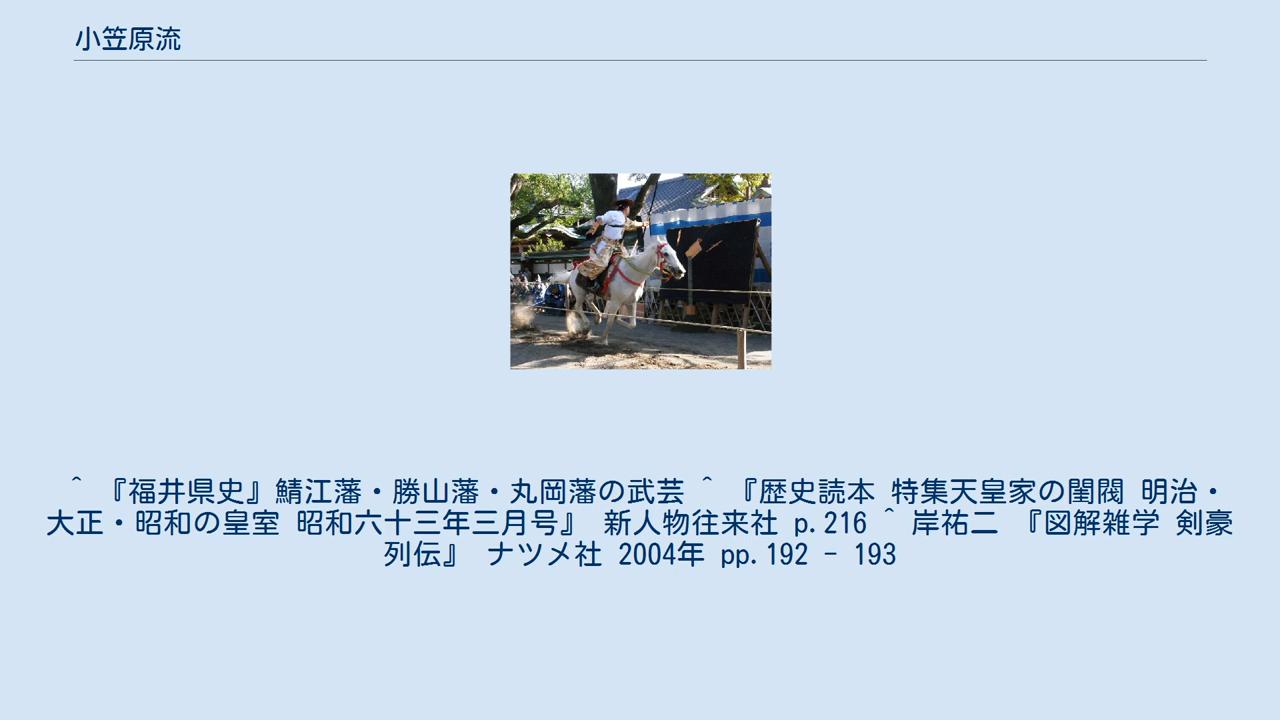 小笠原流
^ 『福井県史』鯖江藩・勝山藩・丸岡藩の武芸 ^ 『歴史読本 特集天皇家の閨閥 明治・
大正・昭和の皇室 昭和六十三年三月号』 新人物往来社 p.216 ^ 岸祐二 『図解雑学 剣豪
列伝』 ナツメ社 2004年 pp.192 - 193